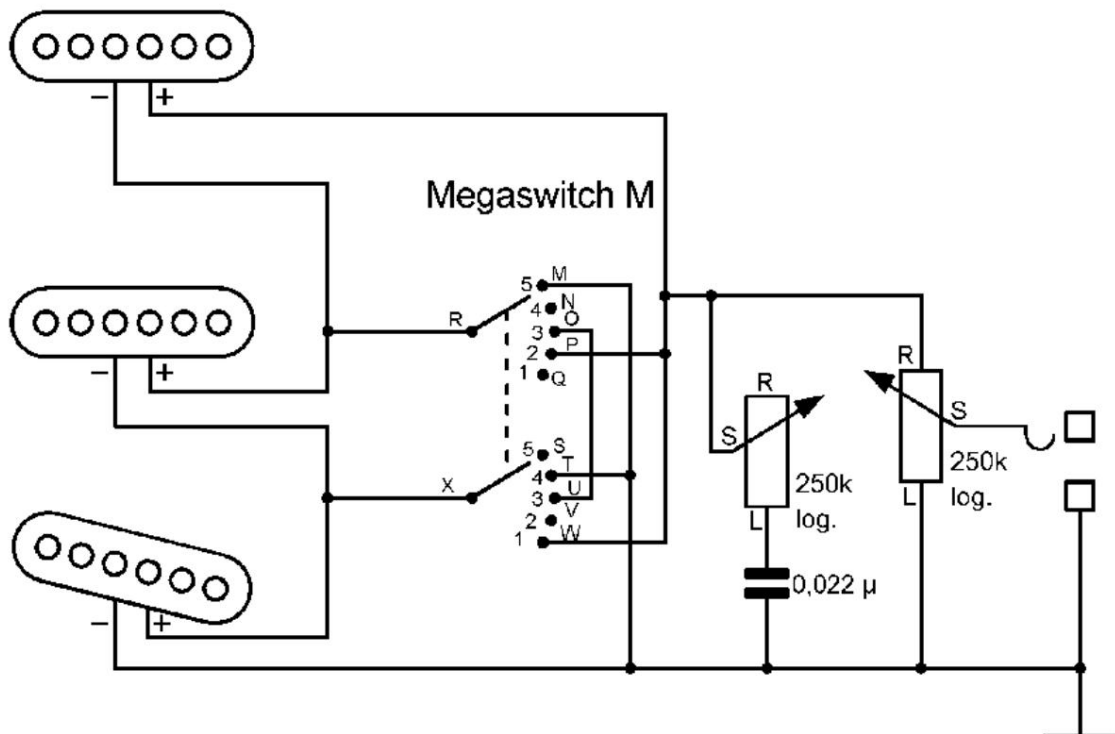 – +
Megaswitch M
– +
R
5 M
4 N
3 O
2 P
1 Q
X
5 S
4 T
3 U
2 V
1 W
R
S
L
250k
log.
0,022 µ
R
S
L
250k
log.
– +